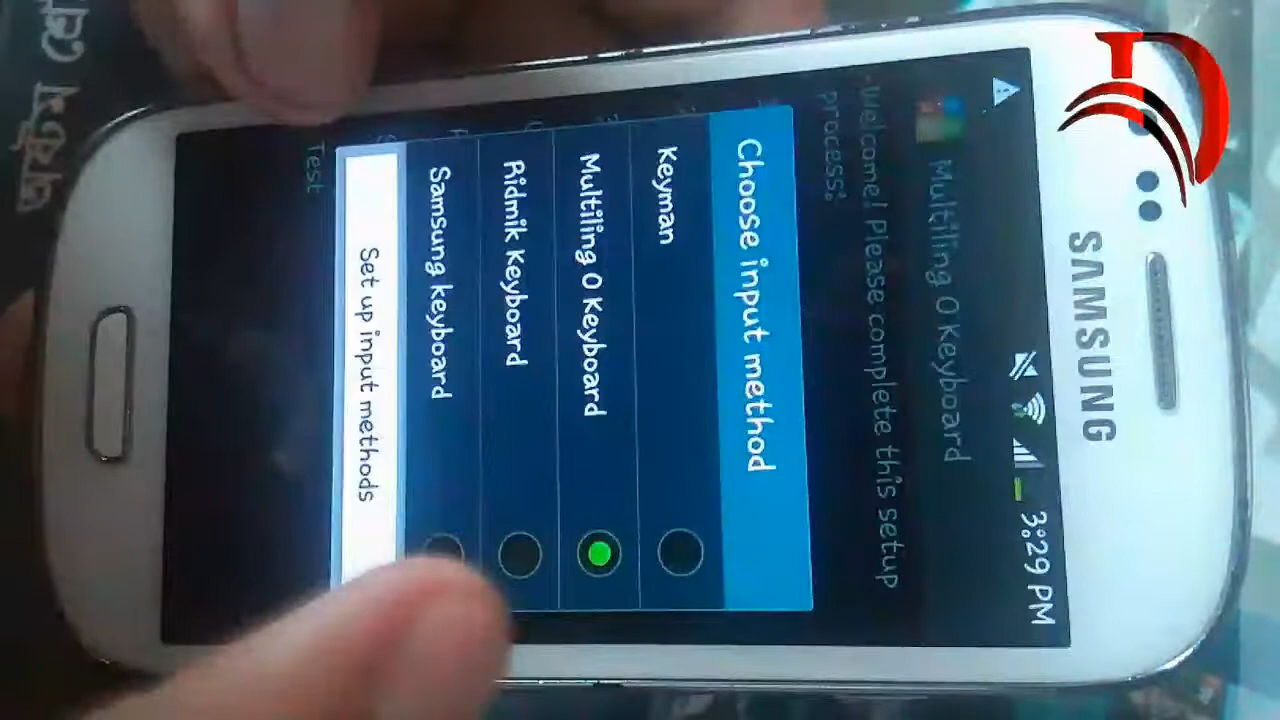 SAMSUNG
3:29 PM
Multiling O Keyboard
Welcome! Please complete this setup
process:
Choose input method
Keyman
Multiling O Keyboard
Ridmik Keyboard
Samsung keyboard
Set up input methods
Test